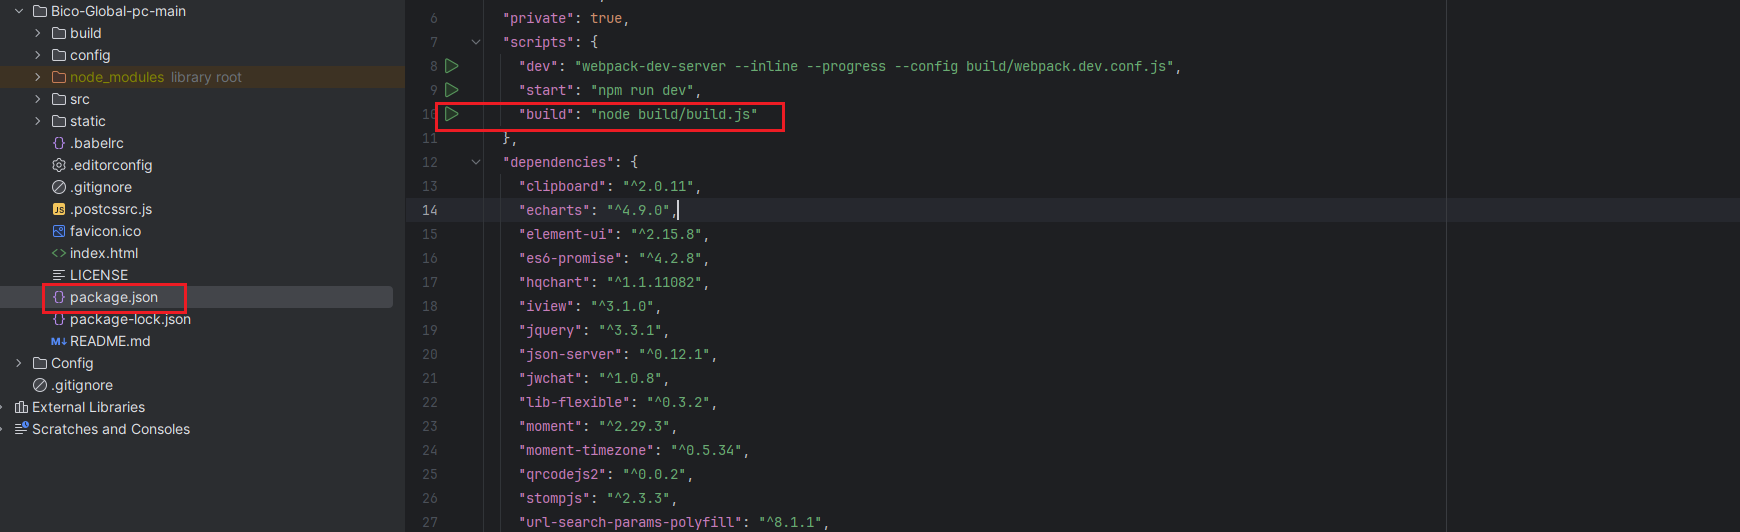 Bico-Global-pc-main
build
config
node_modules library root
src
static
.babelrc
.editorconfig
.gitignore
.postcssrc.js
favicon.ico
index.html
LICENSE
package.json
package-lock.json
README.md
Config
.gitignore
External Libraries
Scratches and Consoles
6 "private": true,
7 "scripts": {
8 "dev": "webpack-dev-server --inline --progress --config build/webpack.dev.conf.js",
9 "start": "npm run dev",
10 "build": "node build/build.js"
11 },
12 "dependencies": {
13 "clipboard": "^2.0.11",
14 "echarts": "^4.9.0",
15 "element-ui": "^2.15.8",
16 "es6-promise": "^4.2.8",
17 "hqchart": "^1.1.11082",
18 "iview": "^3.1.0",
19 "jquery": "^3.3.1",
20 "json-server": "^0.12.1",
21 "jwchat": "^1.0.8",
22 "lib-flexible": "^0.3.2",
23 "moment": "^2.29.3",
24 "moment-timezone": "^0.5.34",
25 "qrcodejs2": "^0.0.2",
26 "stompjs": "^2.3.3",
27 "url-search-params-polyfill": "^8.1.1",